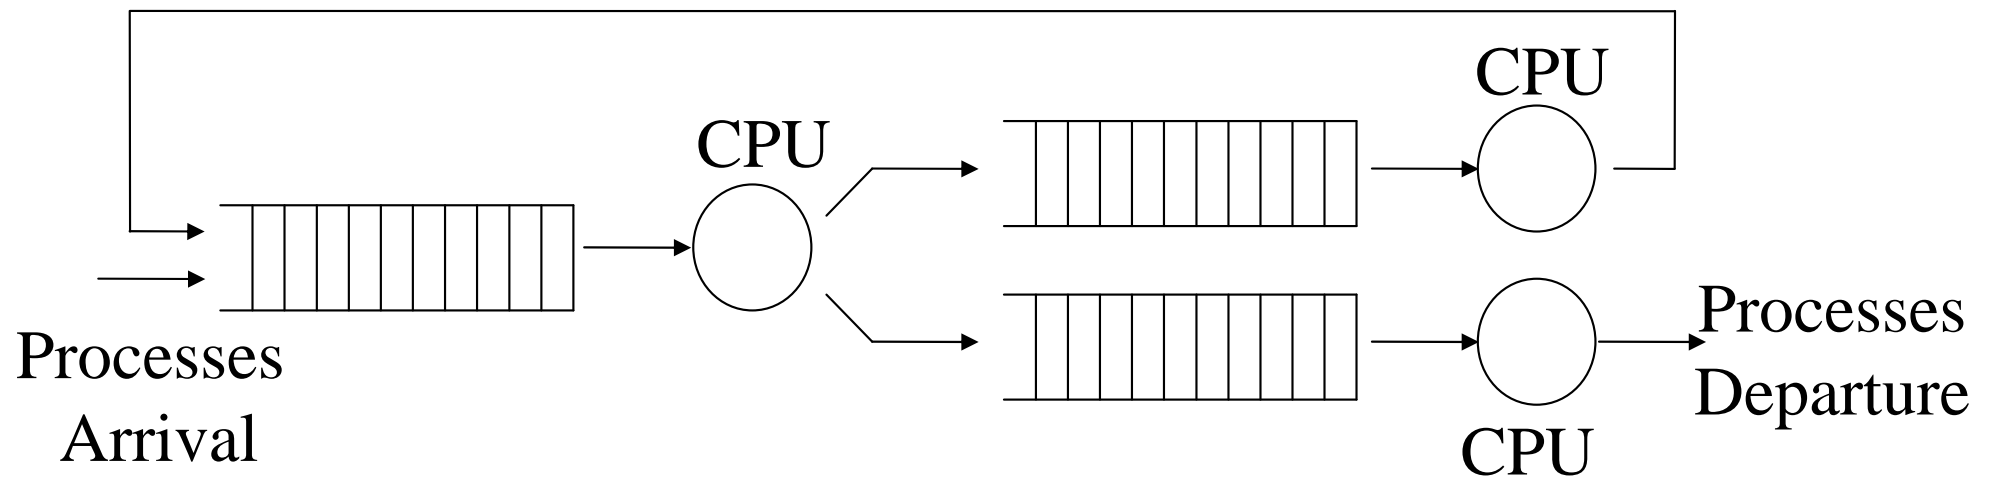 CPU
CPU
Processes
Arrival
Processes
Departure
CPU